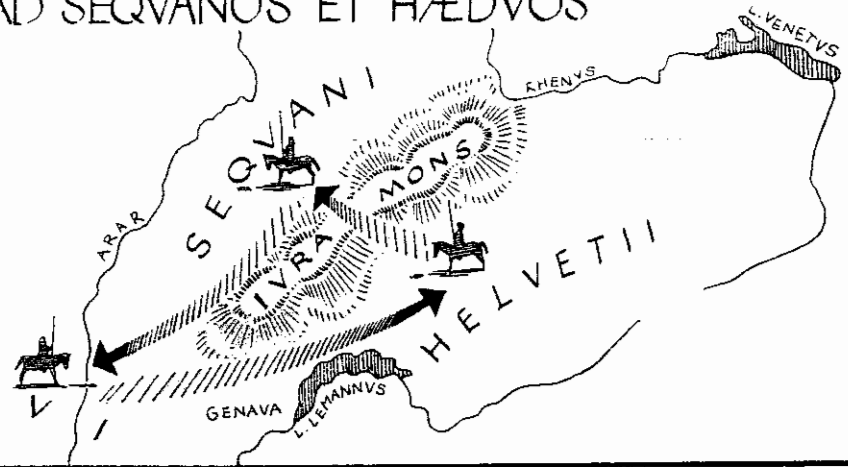 AD SEQVANOS ET HÆDVOS
L. VENETVS
RHENVS
SEQVANI
MONS
IVRA
ARAR
HELVETII
GENAVA
L. LEMANNVS
V
I